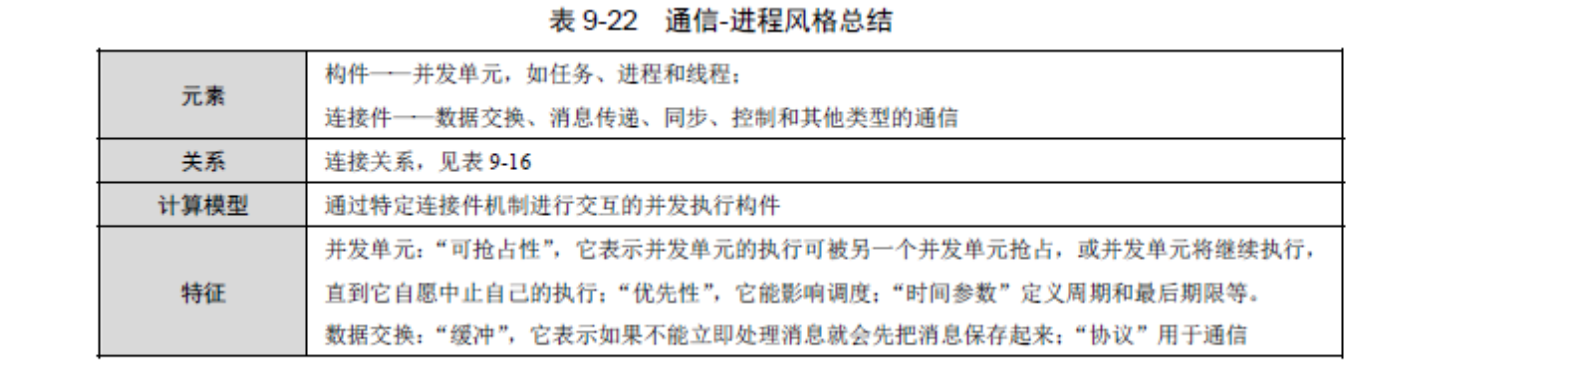 表 9-22 通信-进程风格总结
元素
构件——并发单元，如任务、进程和线程；
连接件——数据交换、消息传递、同步、控制和其他类型的通信
关系
连接关系，见表 9-16
计算模型
通过特定连接件机制进行交互的并发执行构件
特征
并发单元：“可抢占性”，它表示并发单元的执行可被另一个并发单元抢占，或并发单元将继续执行，
直到它自愿中止自己的执行；“优先性”，它能影响调度；“时间参数”定义周期和最后期限等。
数据交换：“缓冲”，它表示如果不能立即处理消息就会先把消息保存起来；“协议”用于通信